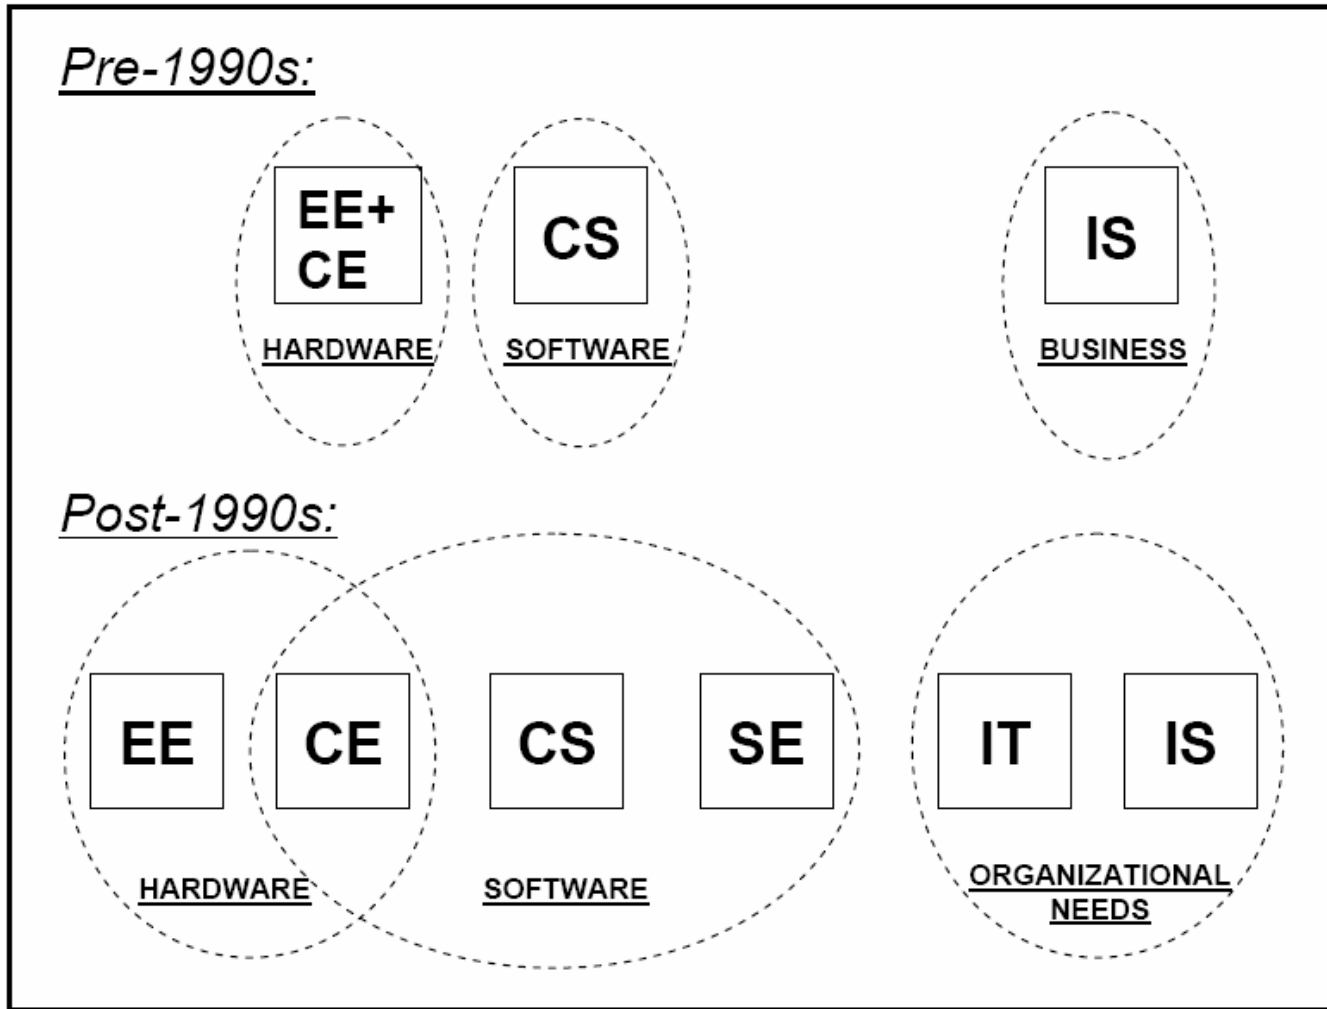 Pre-1990s:
EE+
CE
CS
IS
HARDWARE
SOFTWARE
BUSINESS
Post-1990s:
EE
CE
CS
SE
IT
IS
HARDWARE
SOFTWARE
ORGANIZATIONAL
NEEDS